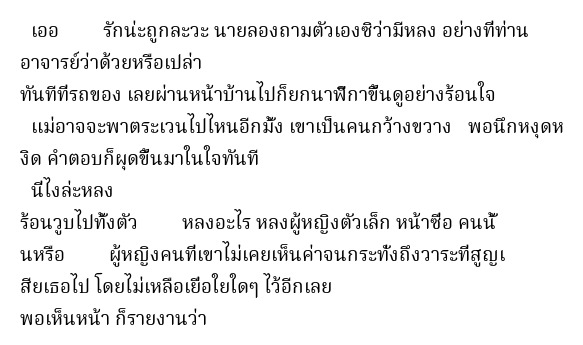 เออ รักน่ะถูกละวะ นายลองถามตัวเองซิว่ามีหลง อย่างที่ท่าน
อาจารย์ว่าด้วยหรือเปล่า
ทันทีที่รถของ เลยผ่านหน้าบ้านไปก็ยกนาฬิกาขึ้นดูอย่างร้อนใจ
แม่อาจจะพาตระเวนไปไหนอีกมั้ง เขาเป็นคนกว้างขวาง พอนึกหงุดห
งิด คำตอบก็ผุดขึ้นมาในใจทันที
นี่ไงล่ะหลง
ร้อนวูบไปทั้งตัว หลงอะไร หลงผู้หญิงตัวเล็ก หน้าซื่อ คนนั้
นหรือ ผู้หญิงคนที่เขาไม่เคยเห็นค่าจนกระทั่งถึงวาระที่สูญเ
สียเธอไป โดยไม่เหลือเยื่อใยใดๆ ไว้อีกเลย
พอเห็นหน้า ก็รายงานว่า